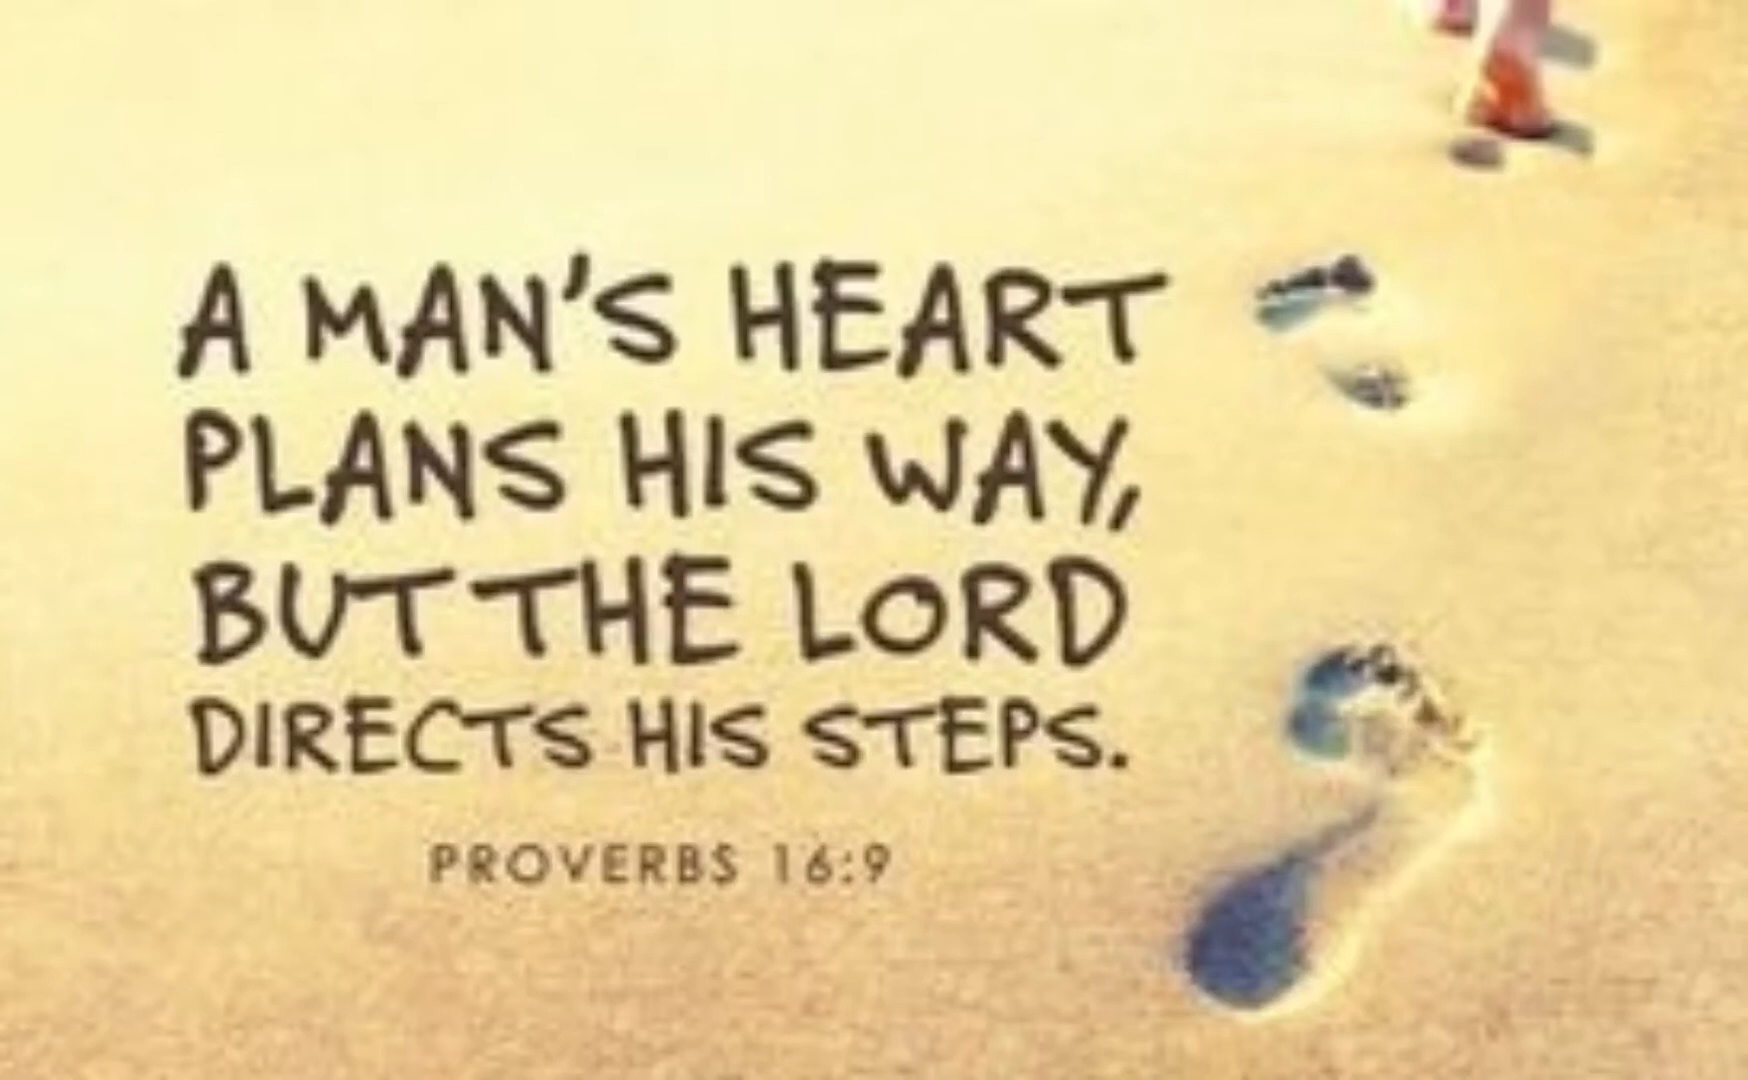 A MAN'S HEART
PLANS HIS WAY,
BUT THE LORD
DIRECTS HIS STEPS.
PROVERBS 16:9